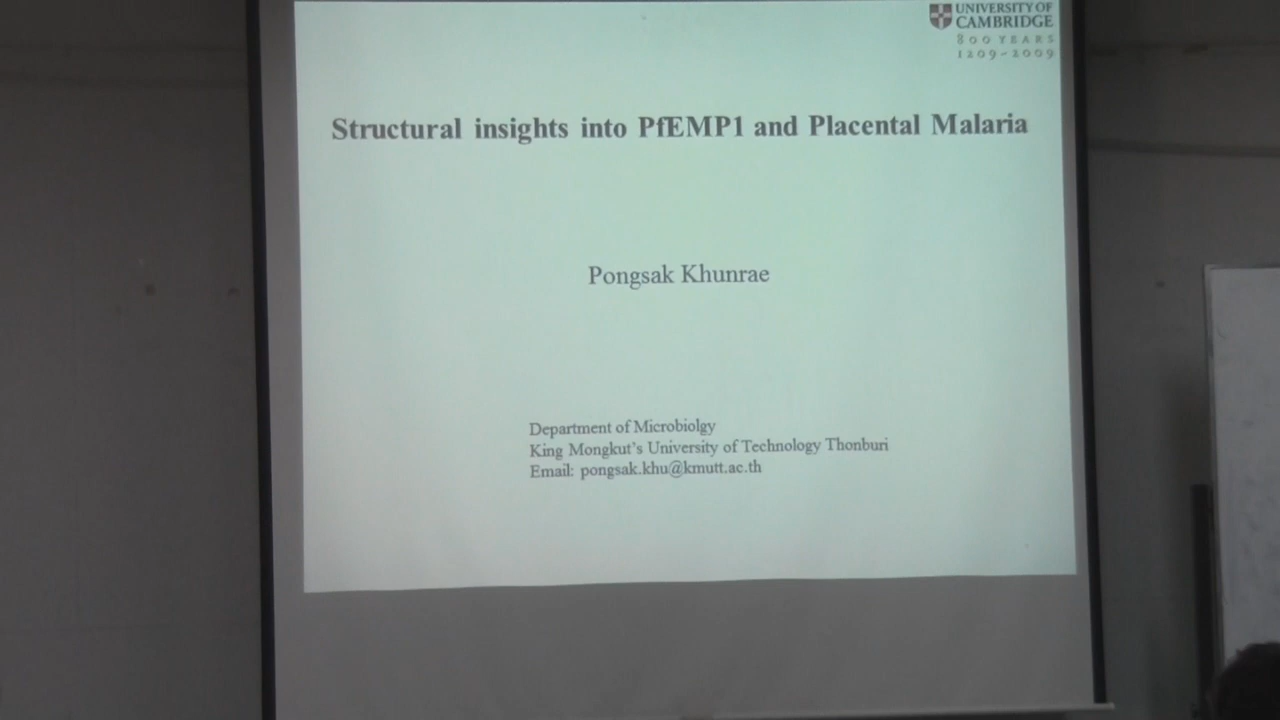 UNIVERSITY OF
CAMBRIDGE
800 YEARS
1209~2009
Structural insights into PfEMP1 and Placental Malaria
Pongsak Khunrae
Department of Microbiolgy
King Mongkut's University of Technology Thonburi
Email: pongsak.khu@kmutt.ac.th